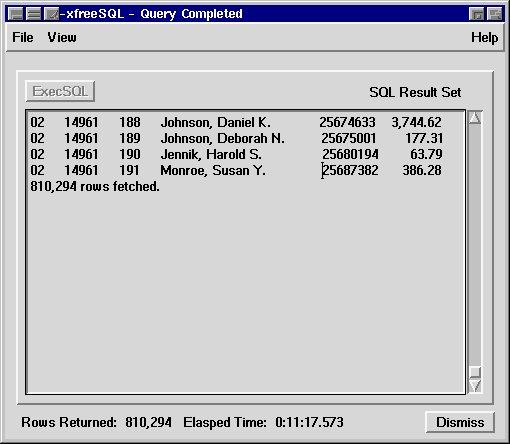 -xfreeSQL - Query Completed
File View Help
ExecSQL SQL Result Set
02 14961 188 Johnson, Daniel K. 25674633 3,744.62
02 14961 189 Johnson, Deborah N. 25675001 177.31
02 14961 190 Jennik, Harold S. 25680194 63.79
02 14961 191 Monroe, Susan Y. 25687382 386.28
810,294 rows fetched.
Rows Returned: 810,294 Elasped Time: 0:11:17.573 Dismiss